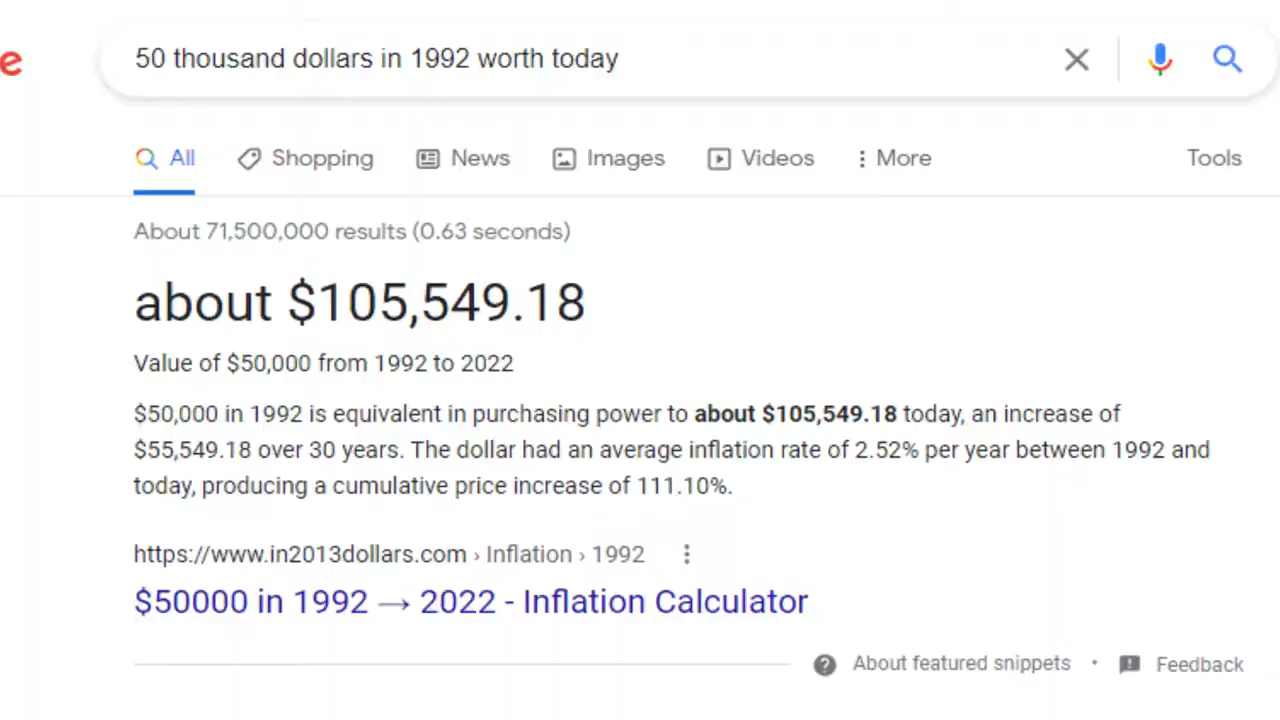 e
50 thousand dollars in 1992 worth today
All Shopping News Images Videos More Tools
About 71,500,000 results (0.63 seconds)
about $105,549.18
Value of $50,000 from 1992 to 2022
$50,000 in 1992 is equivalent in purchasing power to about $105,549.18 today, an increase of
$55,549.18 over 30 years. The dollar had an average inflation rate of 2.52% per year between 1992 and
today, producing a cumulative price increase of 111.10%.
https://www.in2013dollars.com › Inflation › 1992
$50000 in 1992 → 2022 - Inflation Calculator
About featured snippets • Feedback